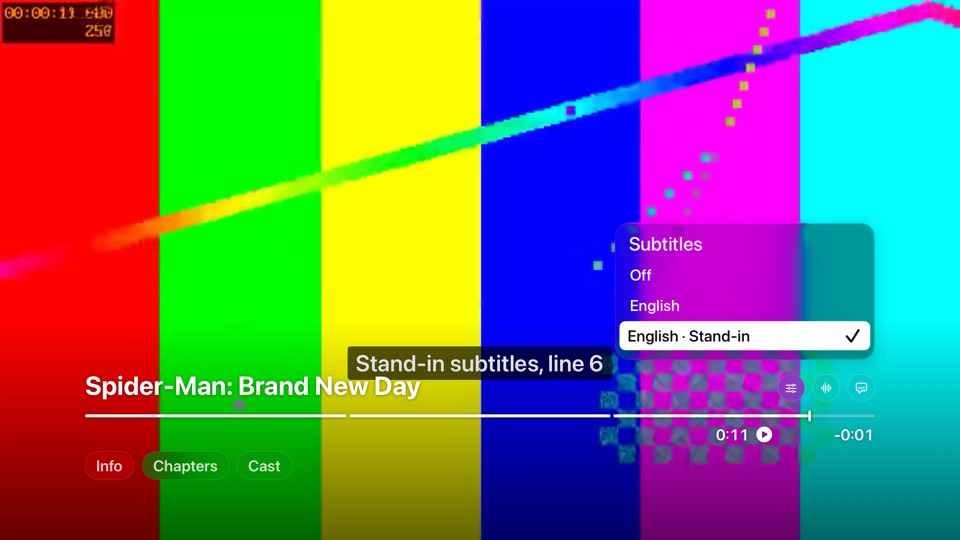 00:00:11
256
Subtitles
Off
English
English · Stand-in
Stand-in subtitles, line 6
Spider-Man: Brand New Day
0:11
-0:01
Info
Chapters
Cast